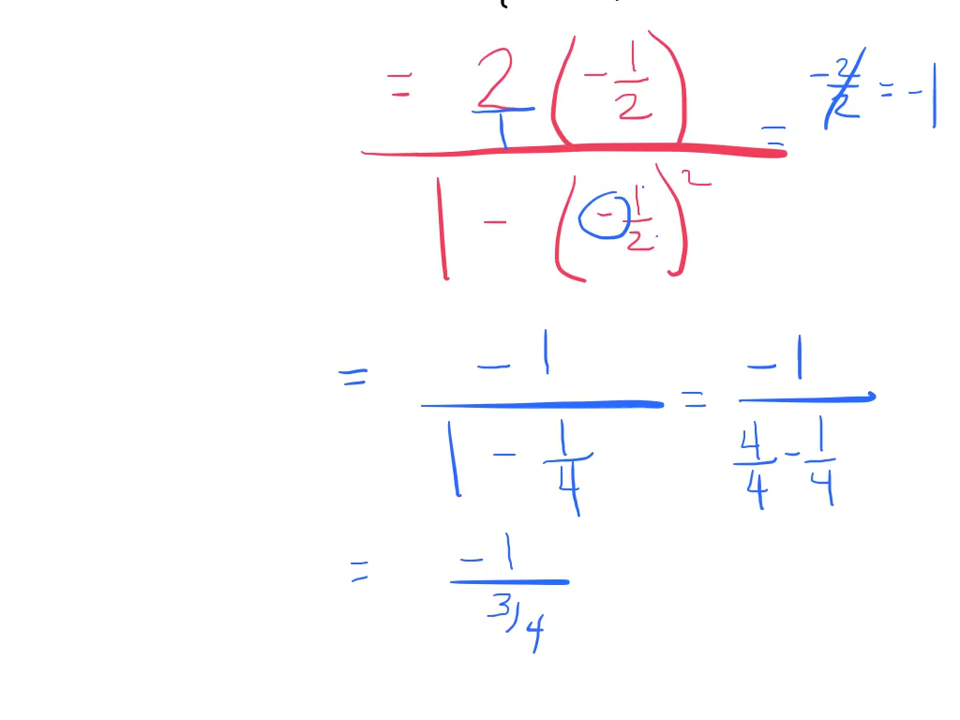 = 2/1 (-1/2) = -2/2 = -1
1 - (-1/2)²
= -1 = -1
1 - 1/4 4/4 - 1/4
= -1
3/4